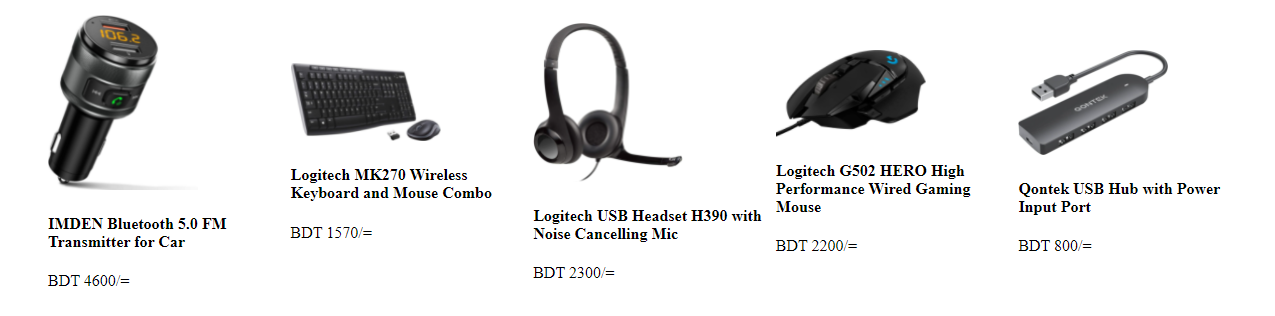 106.2
IMDEN Bluetooth 5.0 FM
Transmitter for Car
BDT 4600/=
Logitech MK270 Wireless
Keyboard and Mouse Combo
BDT 1570/=
Logitech USB Headset H390 with
Noise Cancelling Mic
BDT 2300/=
Logitech G502 HERO High
Performance Wired Gaming
Mouse
BDT 2200/=
QONTEK
Qontek USB Hub with Power
Input Port
BDT 800/=